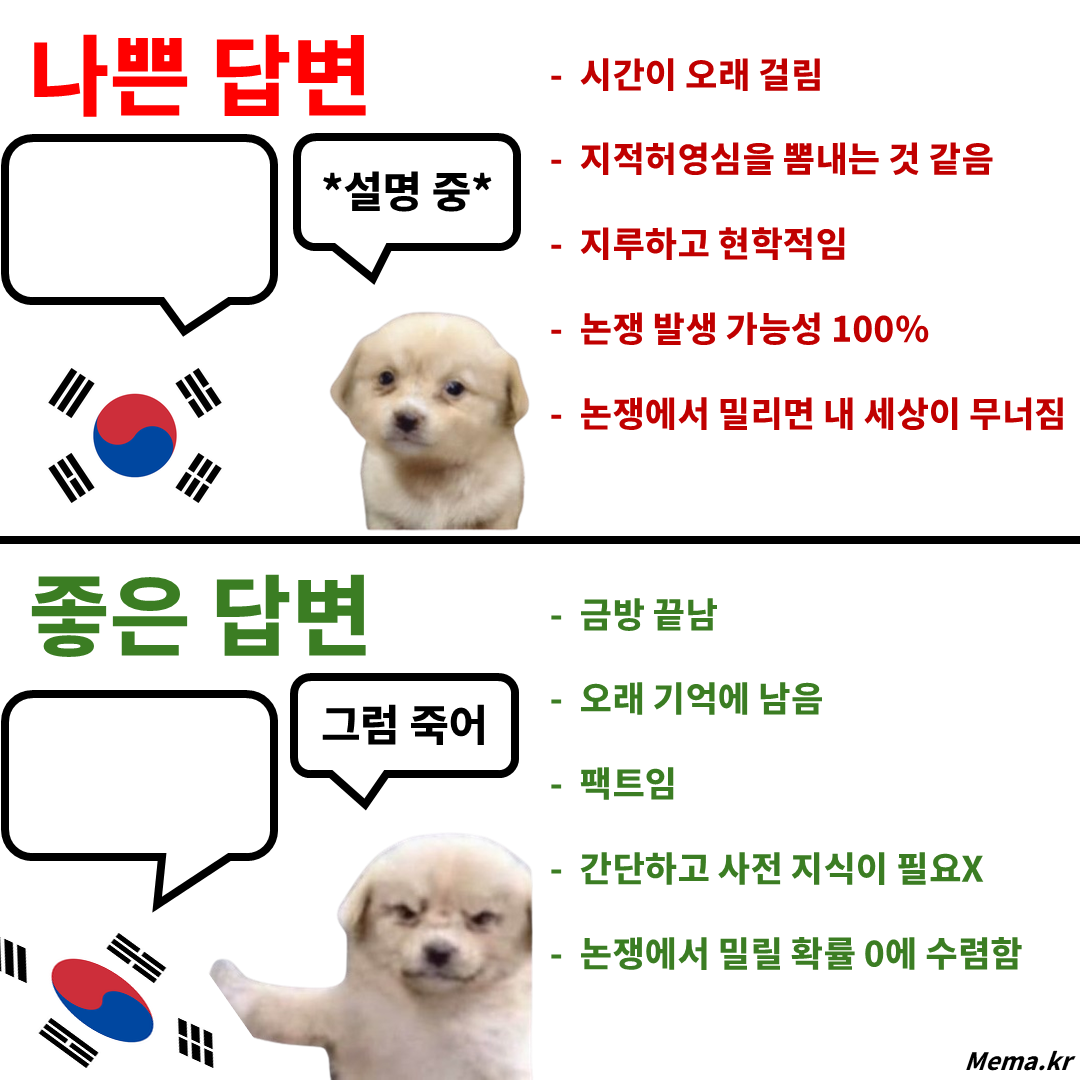 나쁜 답변
*설명 중*
- 시간이 오래 걸림
- 지적허영심을 뽐내는 것 같음
- 지루하고 현학적임
- 논쟁 발생 가능성 100%
- 논쟁에서 밀리면 내 세상이 무너짐
좋은 답변
그럼 죽어
- 금방 끝남
- 오래 기억에 남음
- 팩트임
- 간단하고 사전 지식이 필요X
- 논쟁에서 밀릴 확률 0에 수렴함
Mema.kr